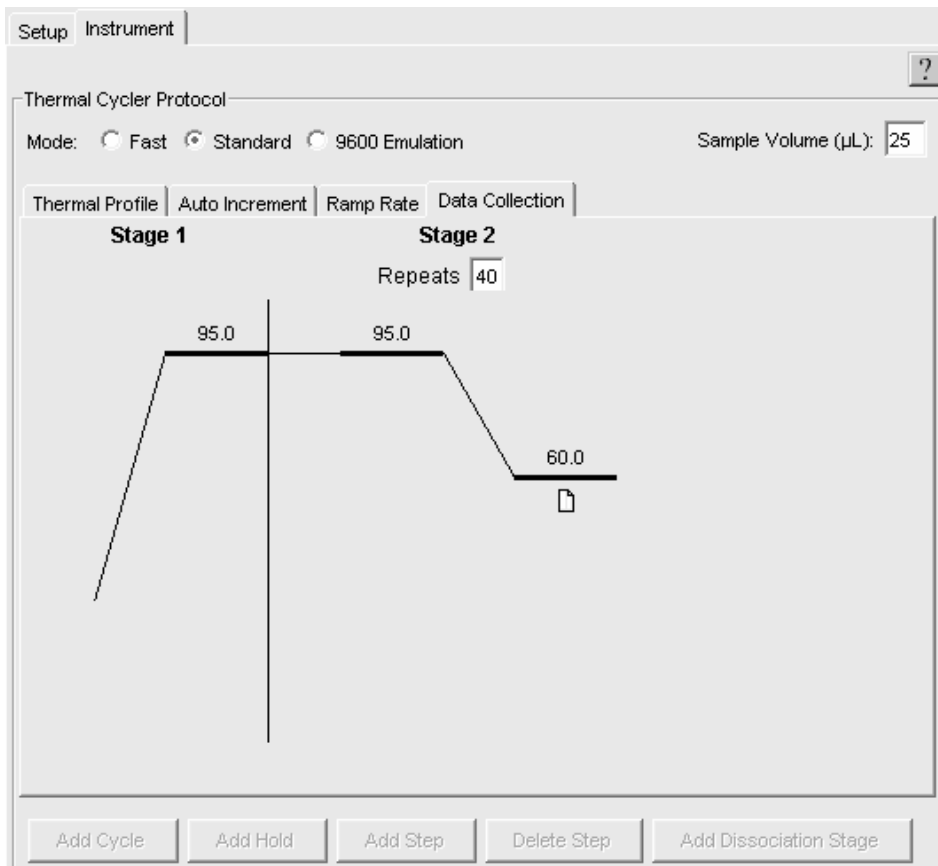 Setup Instrument
?
Thermal Cycler Protocol
Mode: Fast Standard 9600 Emulation Sample Volume (µL): 25
Thermal Profile Auto Increment Ramp Rate Data Collection
Stage 1 Stage 2
Repeats 40
95.0 95.0
60.0
Add Cycle Add Hold Add Step Delete Step Add Dissociation Stage